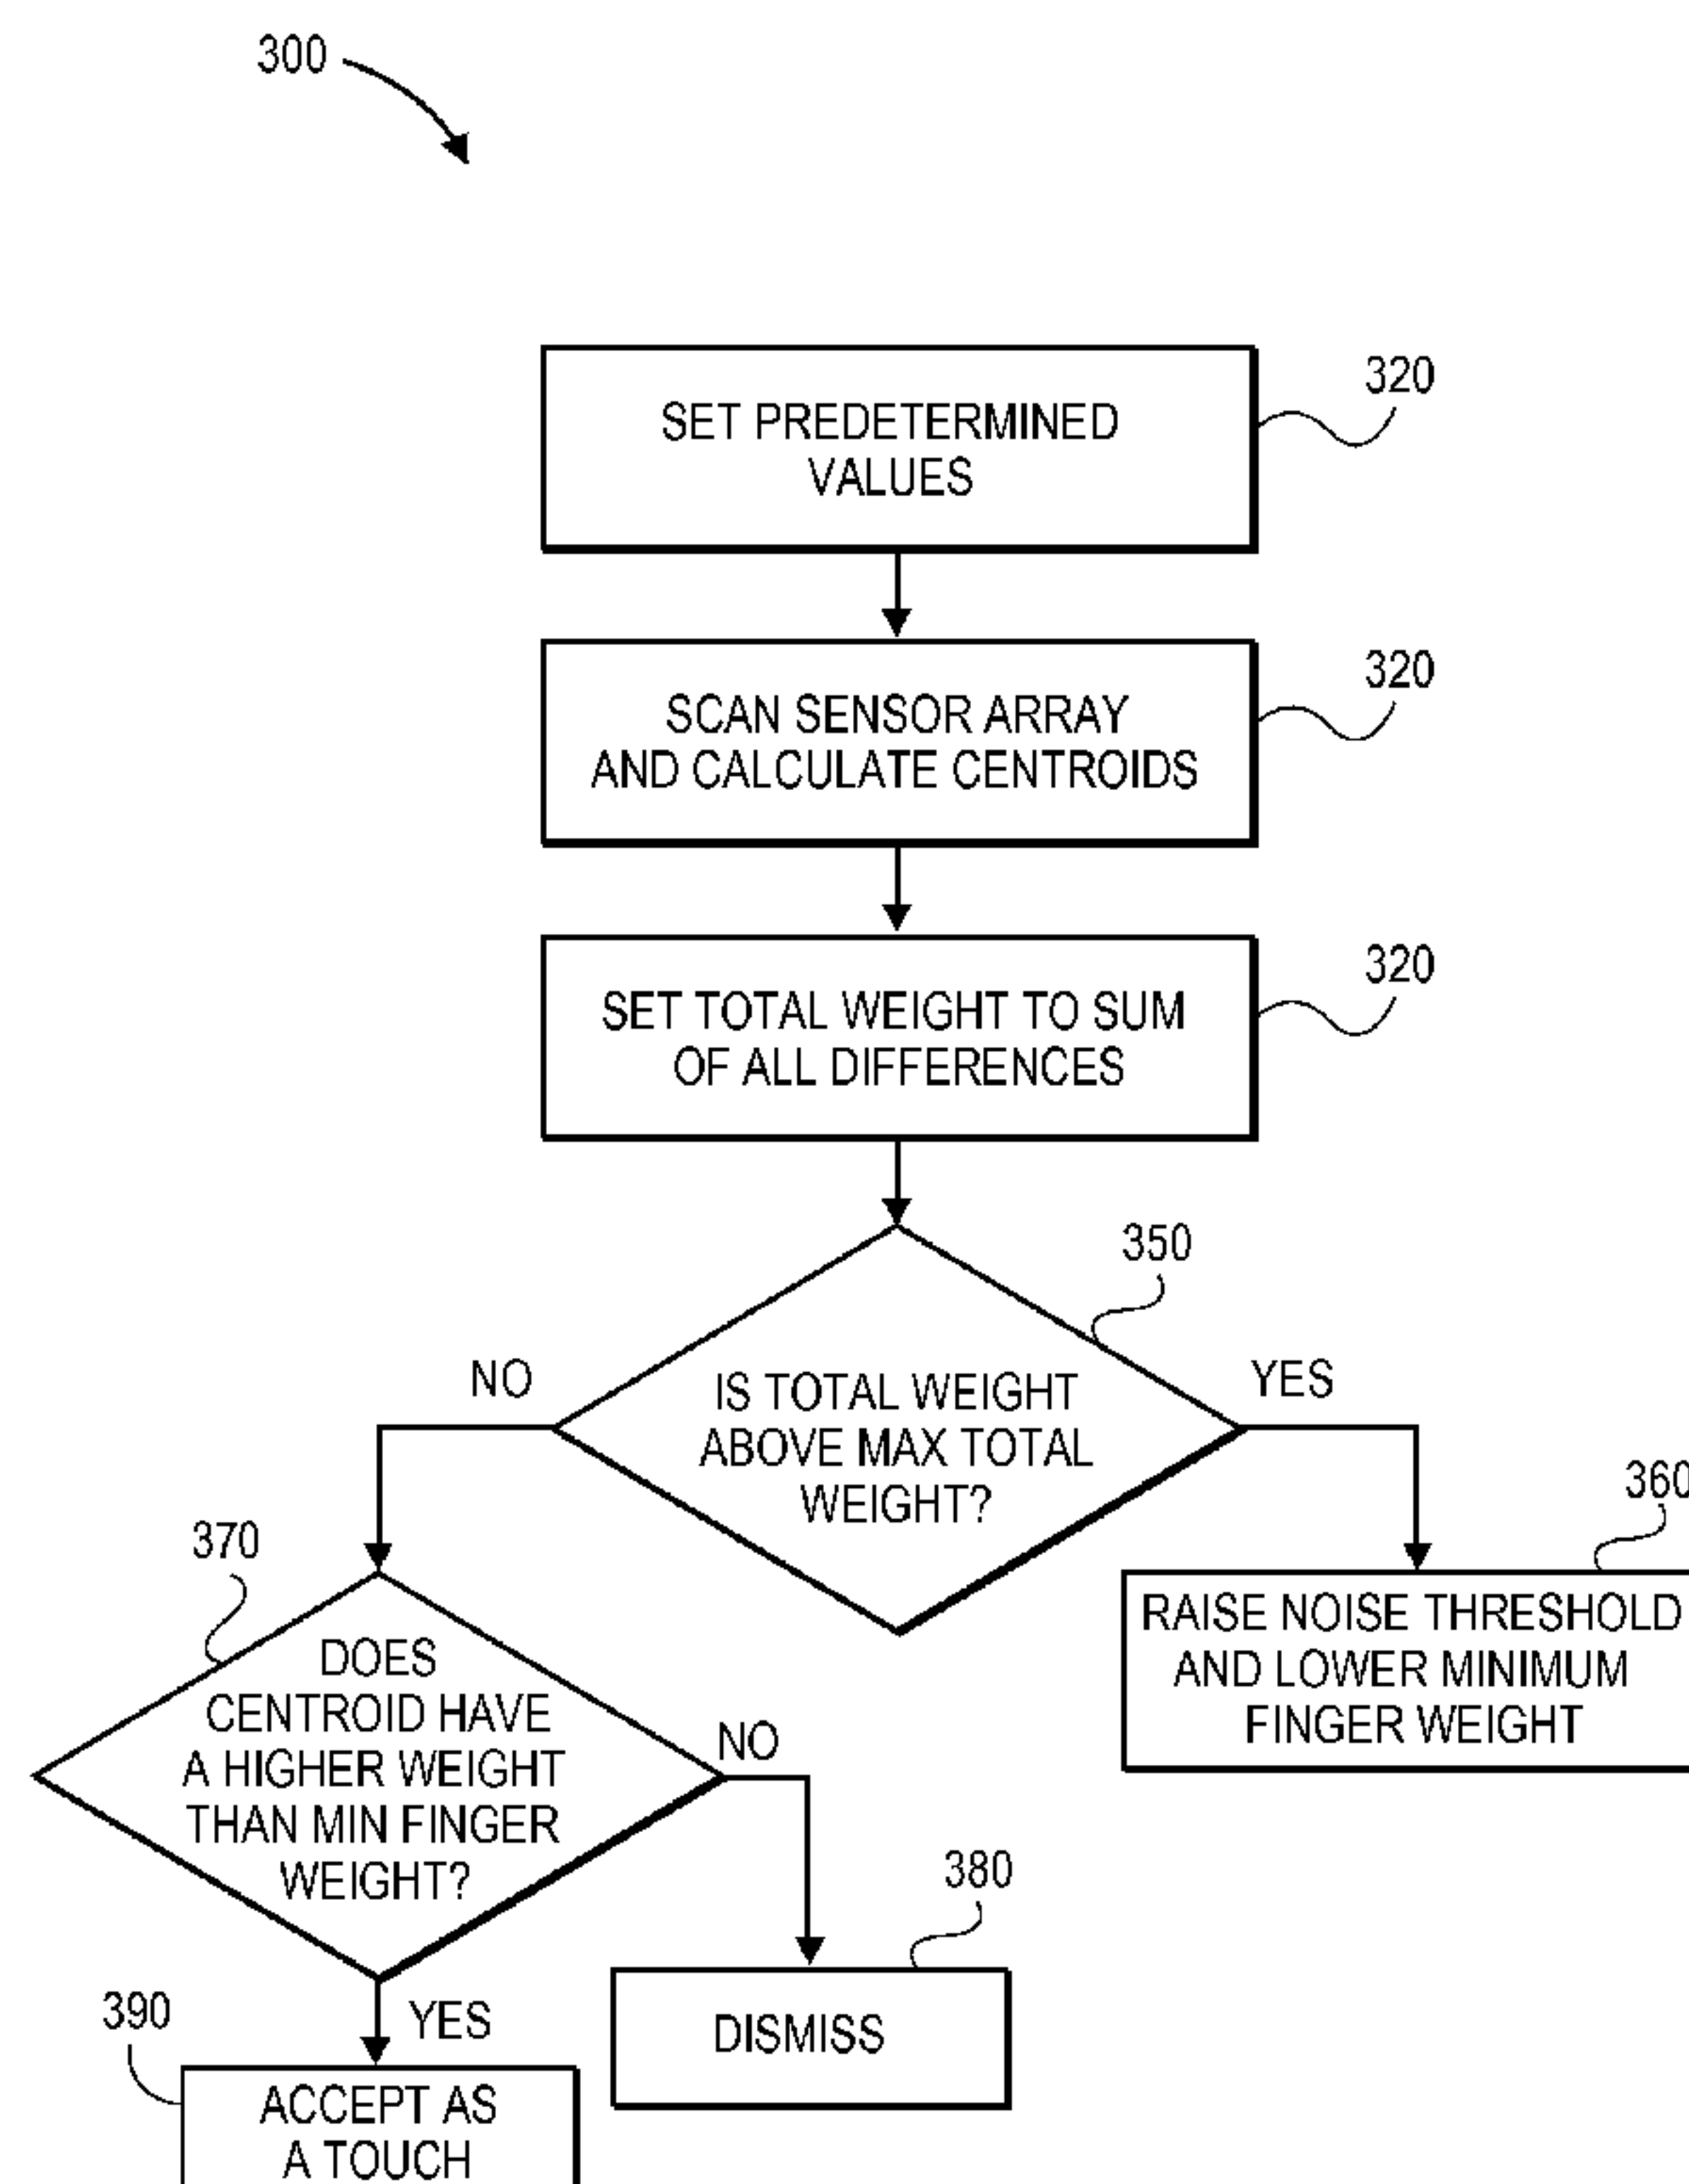 300
SET PREDETERMINED
VALUES
320
SCAN SENSOR ARRAY
AND CALCULATE CENTROIDS
320
SET TOTAL WEIGHT TO SUM
OF ALL DIFFERENCES
320
350
IS TOTAL WEIGHT
ABOVE MAX TOTAL
WEIGHT?
NO
YES
360
RAISE NOISE THRESHOLD
AND LOWER MINIMUM
FINGER WEIGHT
370
DOES
CENTROID HAVE
A HIGHER WEIGHT
THAN MIN FINGER
WEIGHT?
NO
380
DISMISS
YES
390
ACCEPT AS
A TOUCH